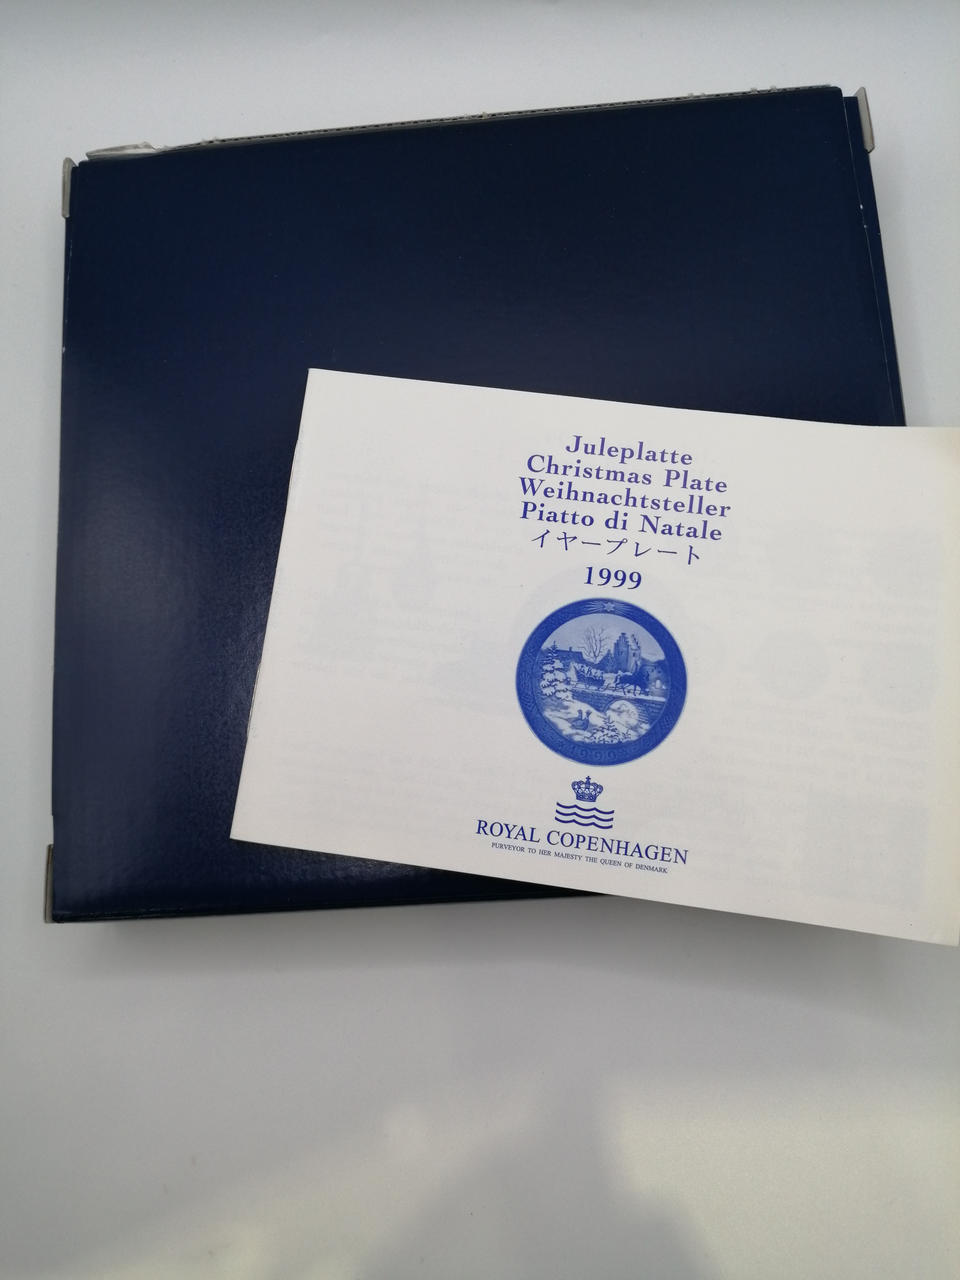 Juleplatte
Christmas Plate
Weihnachtsteller
Piatto di Natale
イヤープレート
1999
1999
ROYAL COPENHAGEN
PURVEYOR TO HER MAJESTY THE QUEEN OF DENMARK